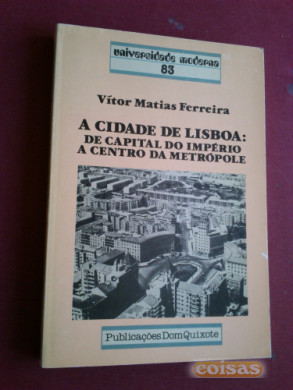 universidade moderna
83
Vítor Matias Ferreira
A CIDADE DE LISBOA:
DE CAPITAL DO IMPÉRIO
A CENTRO DA METRÓPOLE
Publicações Dom Quixote
coisas